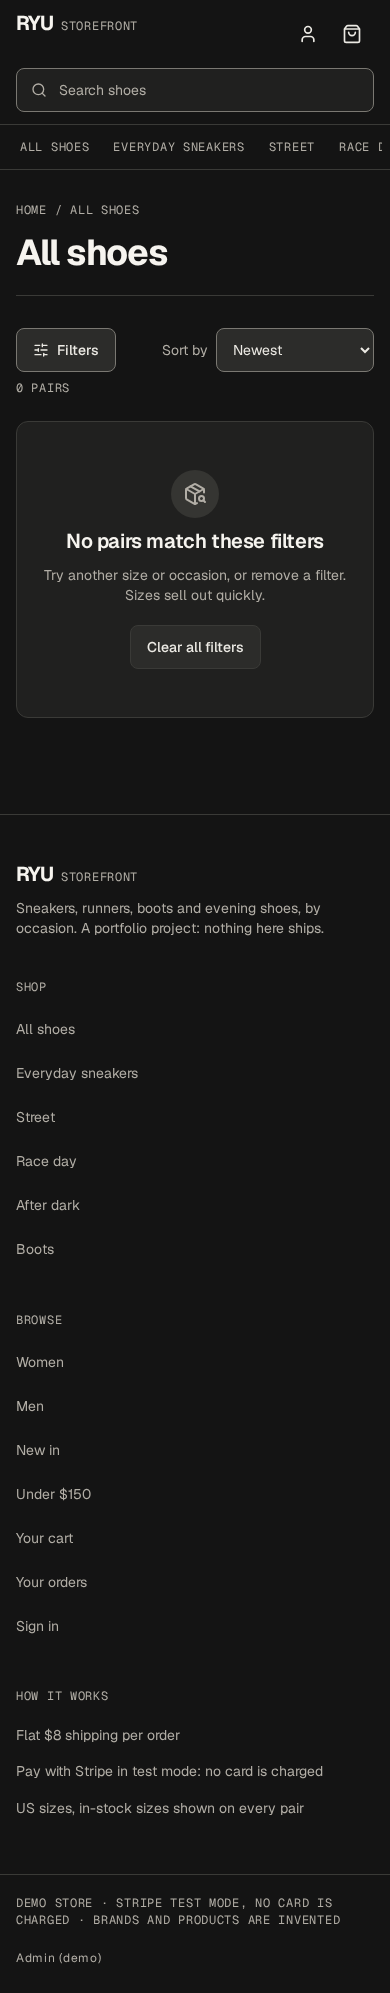 RYU STOREFRONT
Search shoes
ALL SHOES EVERYDAY SNEAKERS STREET RACE D
HOME / ALL SHOES
All shoes
Filters Sort by Newest
0 PAIRS
No pairs match these filters
Try another size or occasion, or remove a filter.
Sizes sell out quickly.
Clear all filters
RYU STOREFRONT
Sneakers, runners, boots and evening shoes, by
occasion. A portfolio project: nothing here ships.
SHOP
All shoes
Everyday sneakers
Street
Race day
After dark
Boots
BROWSE
Women
Men
New in
Under $150
Your cart
Your orders
Sign in
HOW IT WORKS
Flat $8 shipping per order
Pay with Stripe in test mode: no card is charged
US sizes, in-stock sizes shown on every pair
DEMO STORE · STRIPE TEST MODE, NO CARD IS
CHARGED · BRANDS AND PRODUCTS ARE INVENTED
Admin (demo)